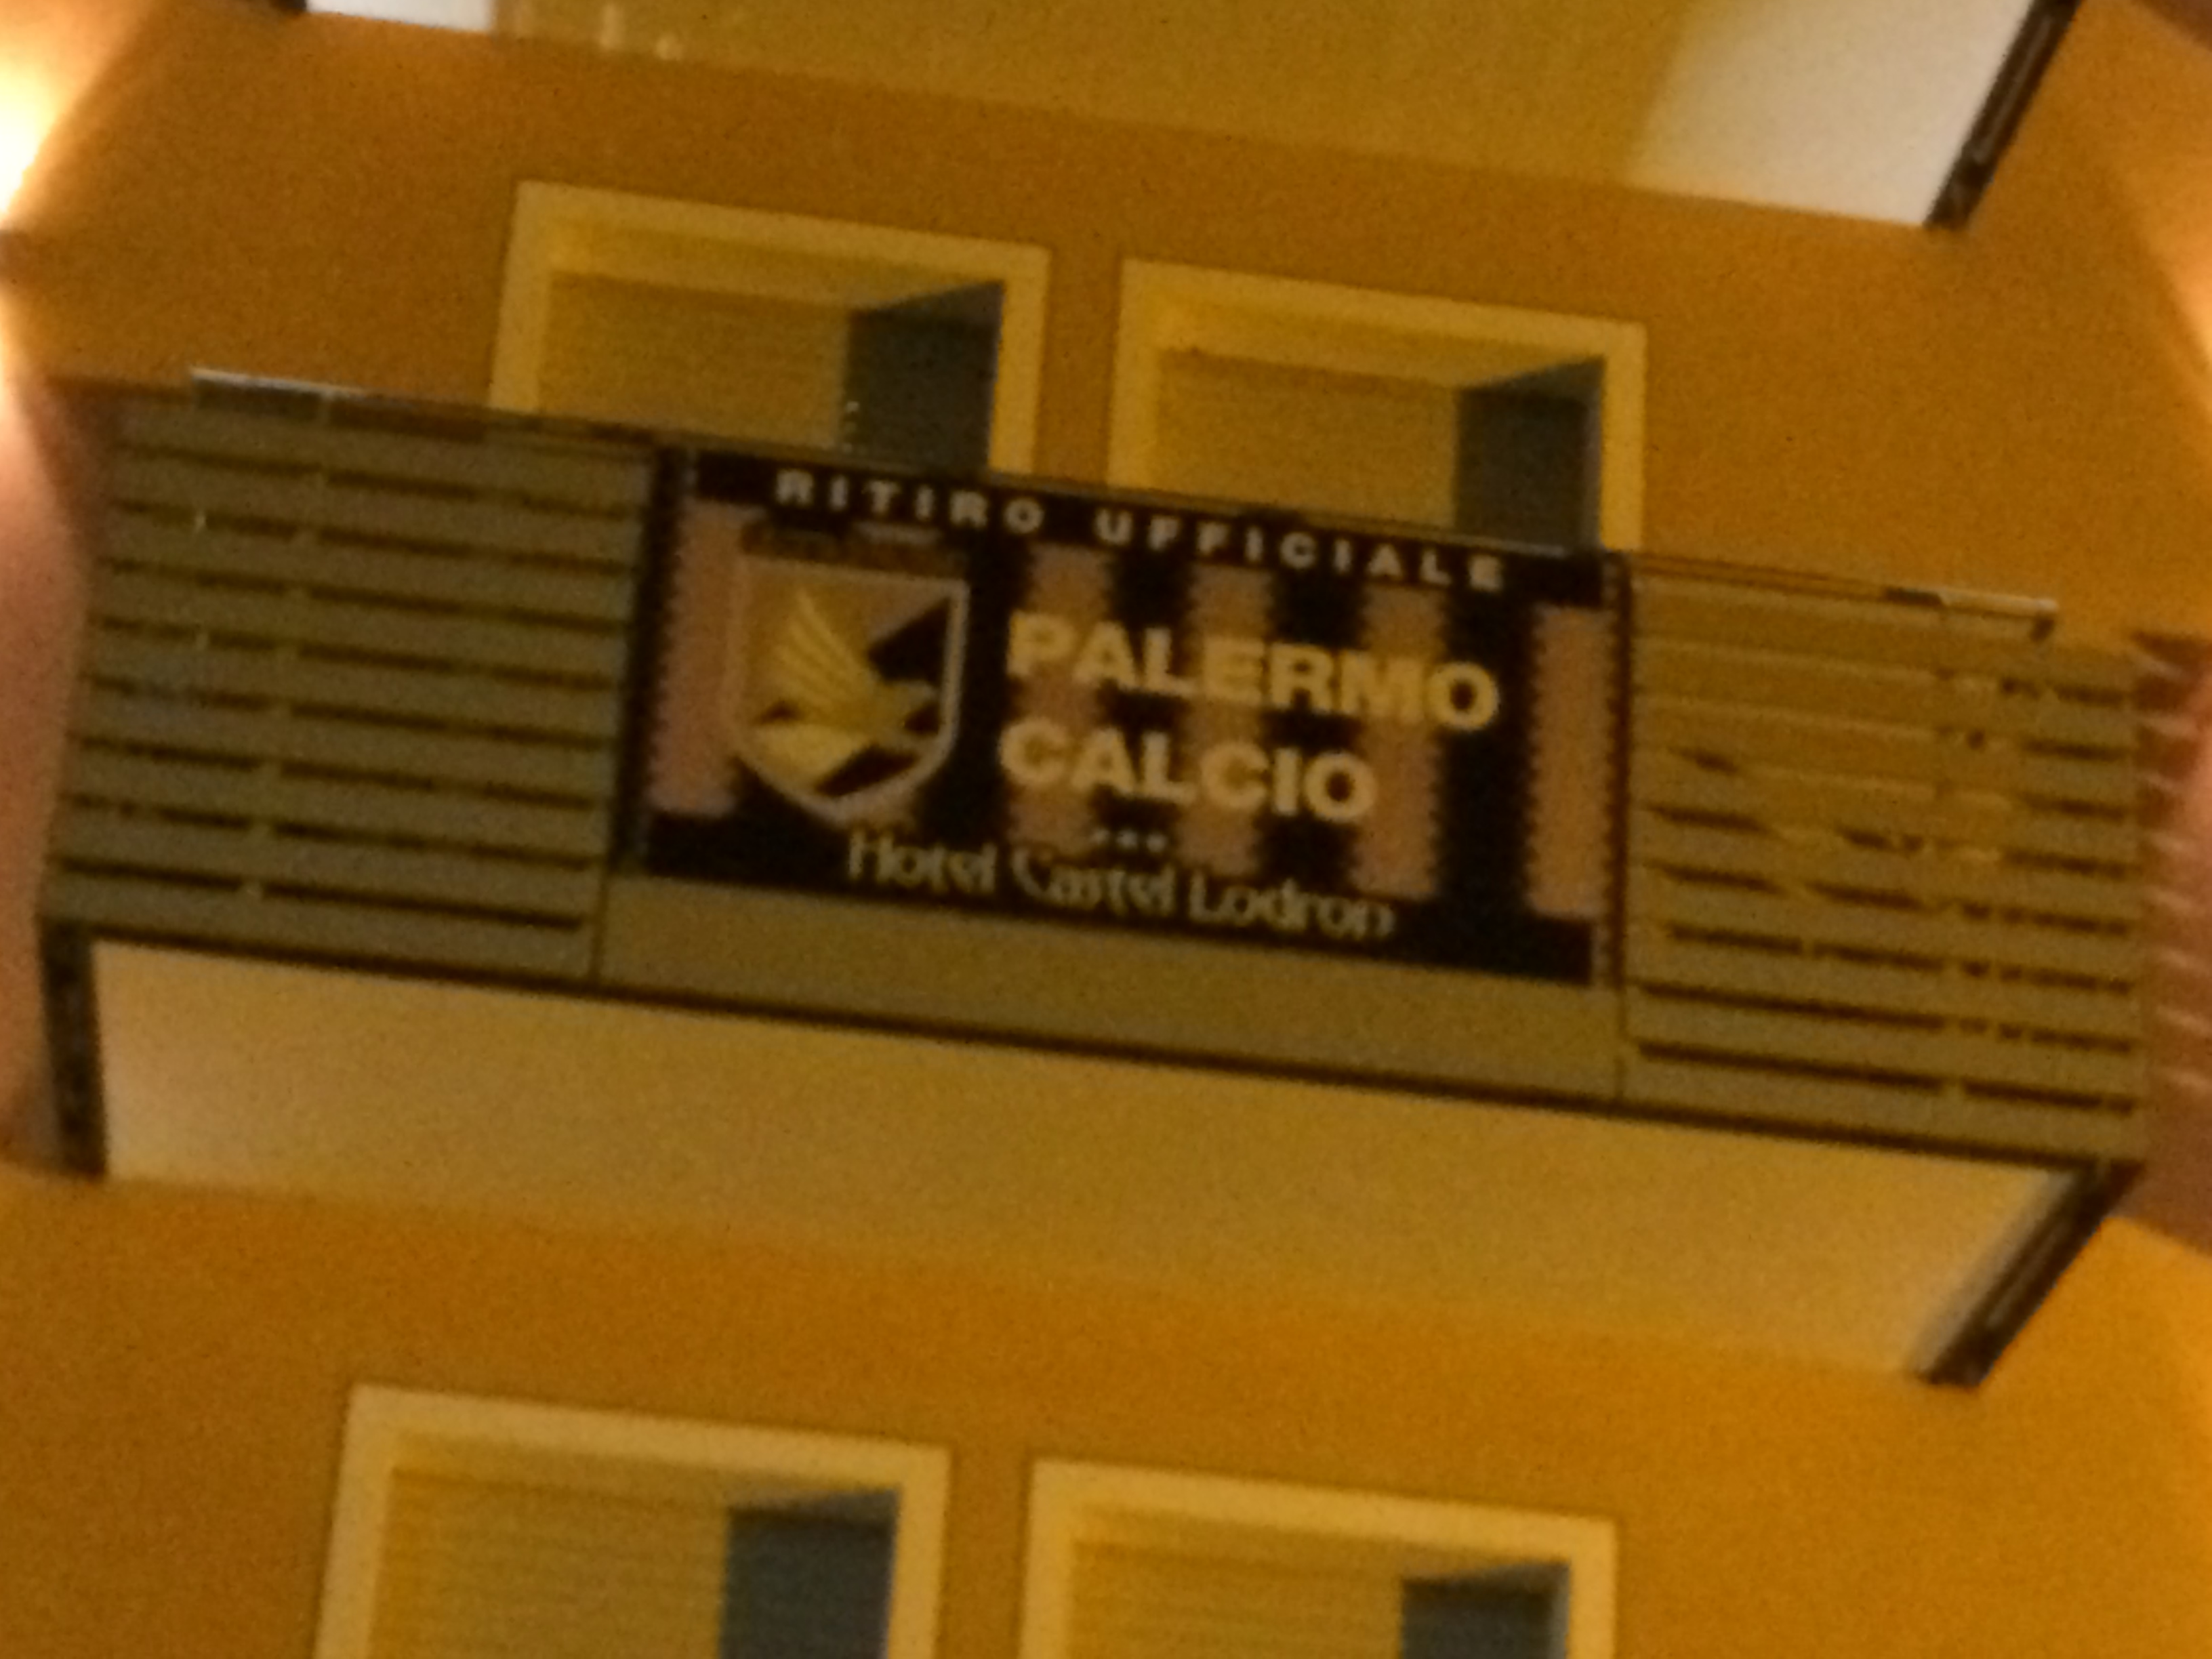 RITIRO UFFICIALE
PALERMO
CALCIO
Hotel Castel Lodron